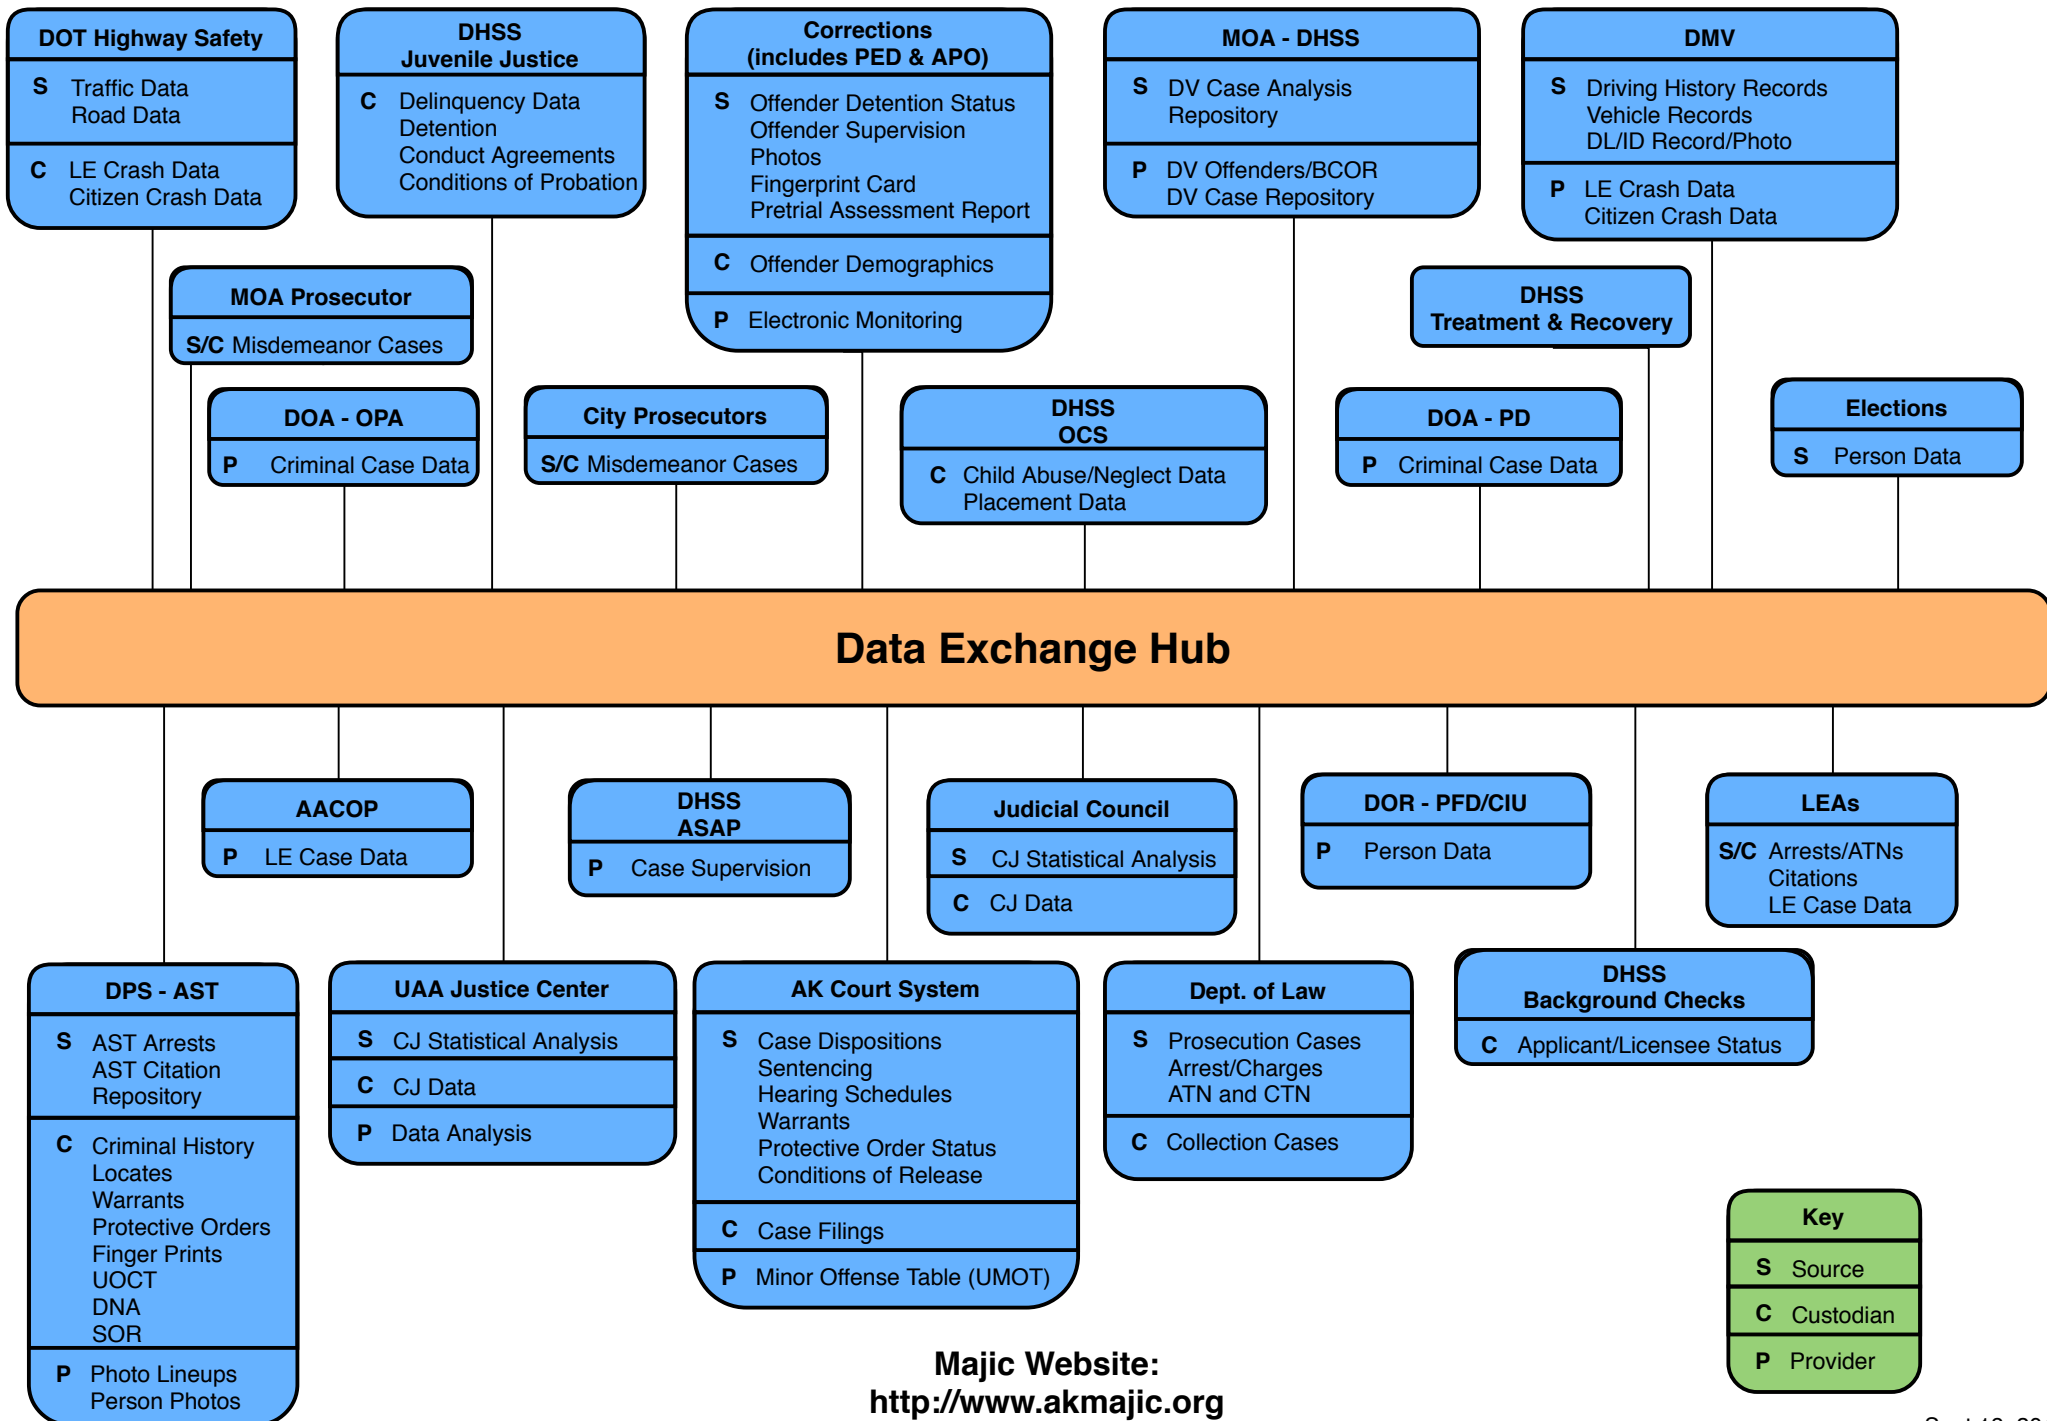 DOT Highway Safety
S Traffic Data
Road Data
C LE Crash Data
Citizen Crash Data
DHSS
Juvenile Justice
C Delinquency Data
Detention
Conduct Agreements
Conditions of Probation
Corrections
(includes PED & APO)
S Offender Detention Status
Offender Supervision
Photos
Fingerprint Card
Pretrial Assessment Report
C Offender Demographics
P Electronic Monitoring
MOA - DHSS
S DV Case Analysis
Repository
P DV Offenders/BCOR
DV Case Repository
DMV
S Driving History Records
Vehicle Records
DL/ID Record/Photo
P LE Crash Data
Citizen Crash Data
MOA Prosecutor
S/C Misdemeanor Cases
DHSS
Treatment & Recovery
DOA - OPA
P Criminal Case Data
City Prosecutors
S/C Misdemeanor Cases
DHSS
OCS
C Child Abuse/Neglect Data
Placement Data
DOA - PD
P Criminal Case Data
Elections
S Person Data
Data Exchange Hub
AACOP
P LE Case Data
DHSS
ASAP
P Case Supervision
Judicial Council
S CJ Statistical Analysis
C CJ Data
DOR - PFD/CIU
P Person Data
LEAs
S/C Arrests/ATNs
Citations
LE Case Data
DPS - AST
S AST Arrests
AST Citation
Repository
C Criminal History
Locates
Warrants
Protective Orders
Finger Prints
UOCT
DNA
SOR
P Photo Lineups
Person Photos
UAA Justice Center
S CJ Statistical Analysis
C CJ Data
P Data Analysis
AK Court System
S Case Dispositions
Sentencing
Hearing Schedules
Warrants
Protective Order Status
Conditions of Release
C Case Filings
P Minor Offense Table (UMOT)
Dept. of Law
S Prosecution Cases
Arrest/Charges
ATN and CTN
C Collection Cases
DHSS
Background Checks
C Applicant/Licensee Status
Key
S Source
C Custodian
P Provider
Majic Website:
http://www.akmajic.org